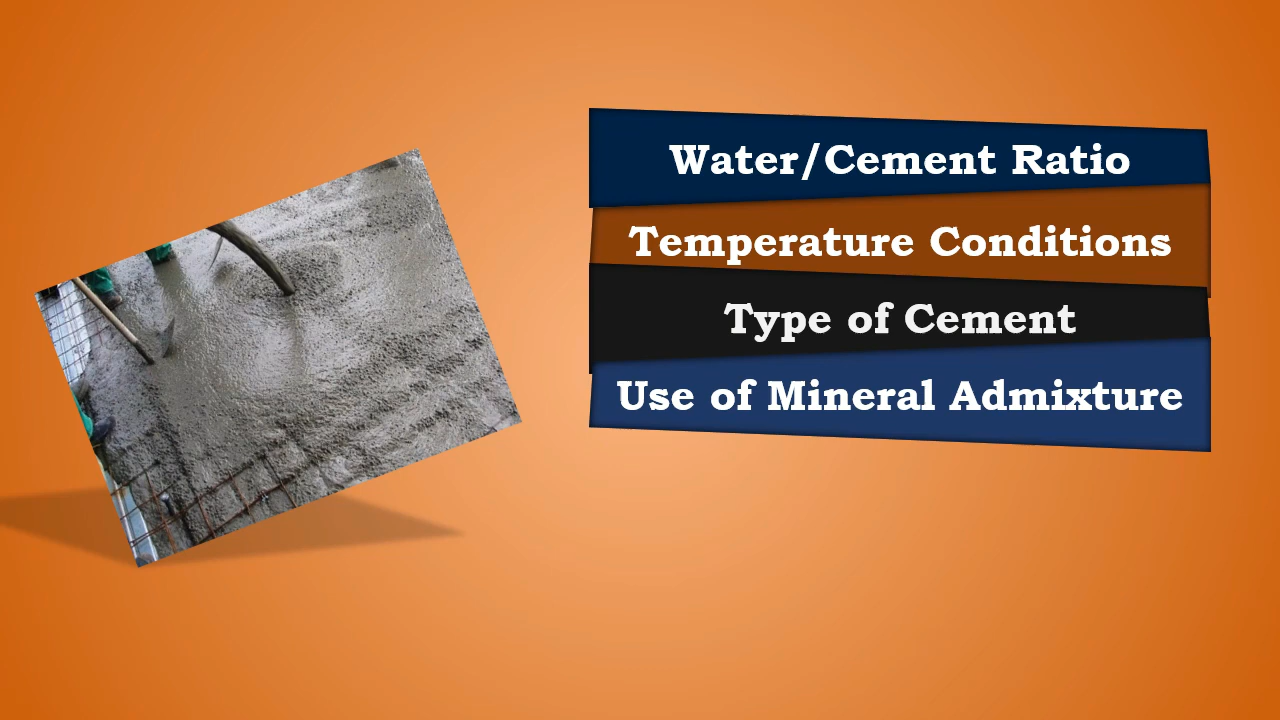 Water/Cement Ratio
Temperature Conditions
Type of Cement
Use of Mineral Admixture